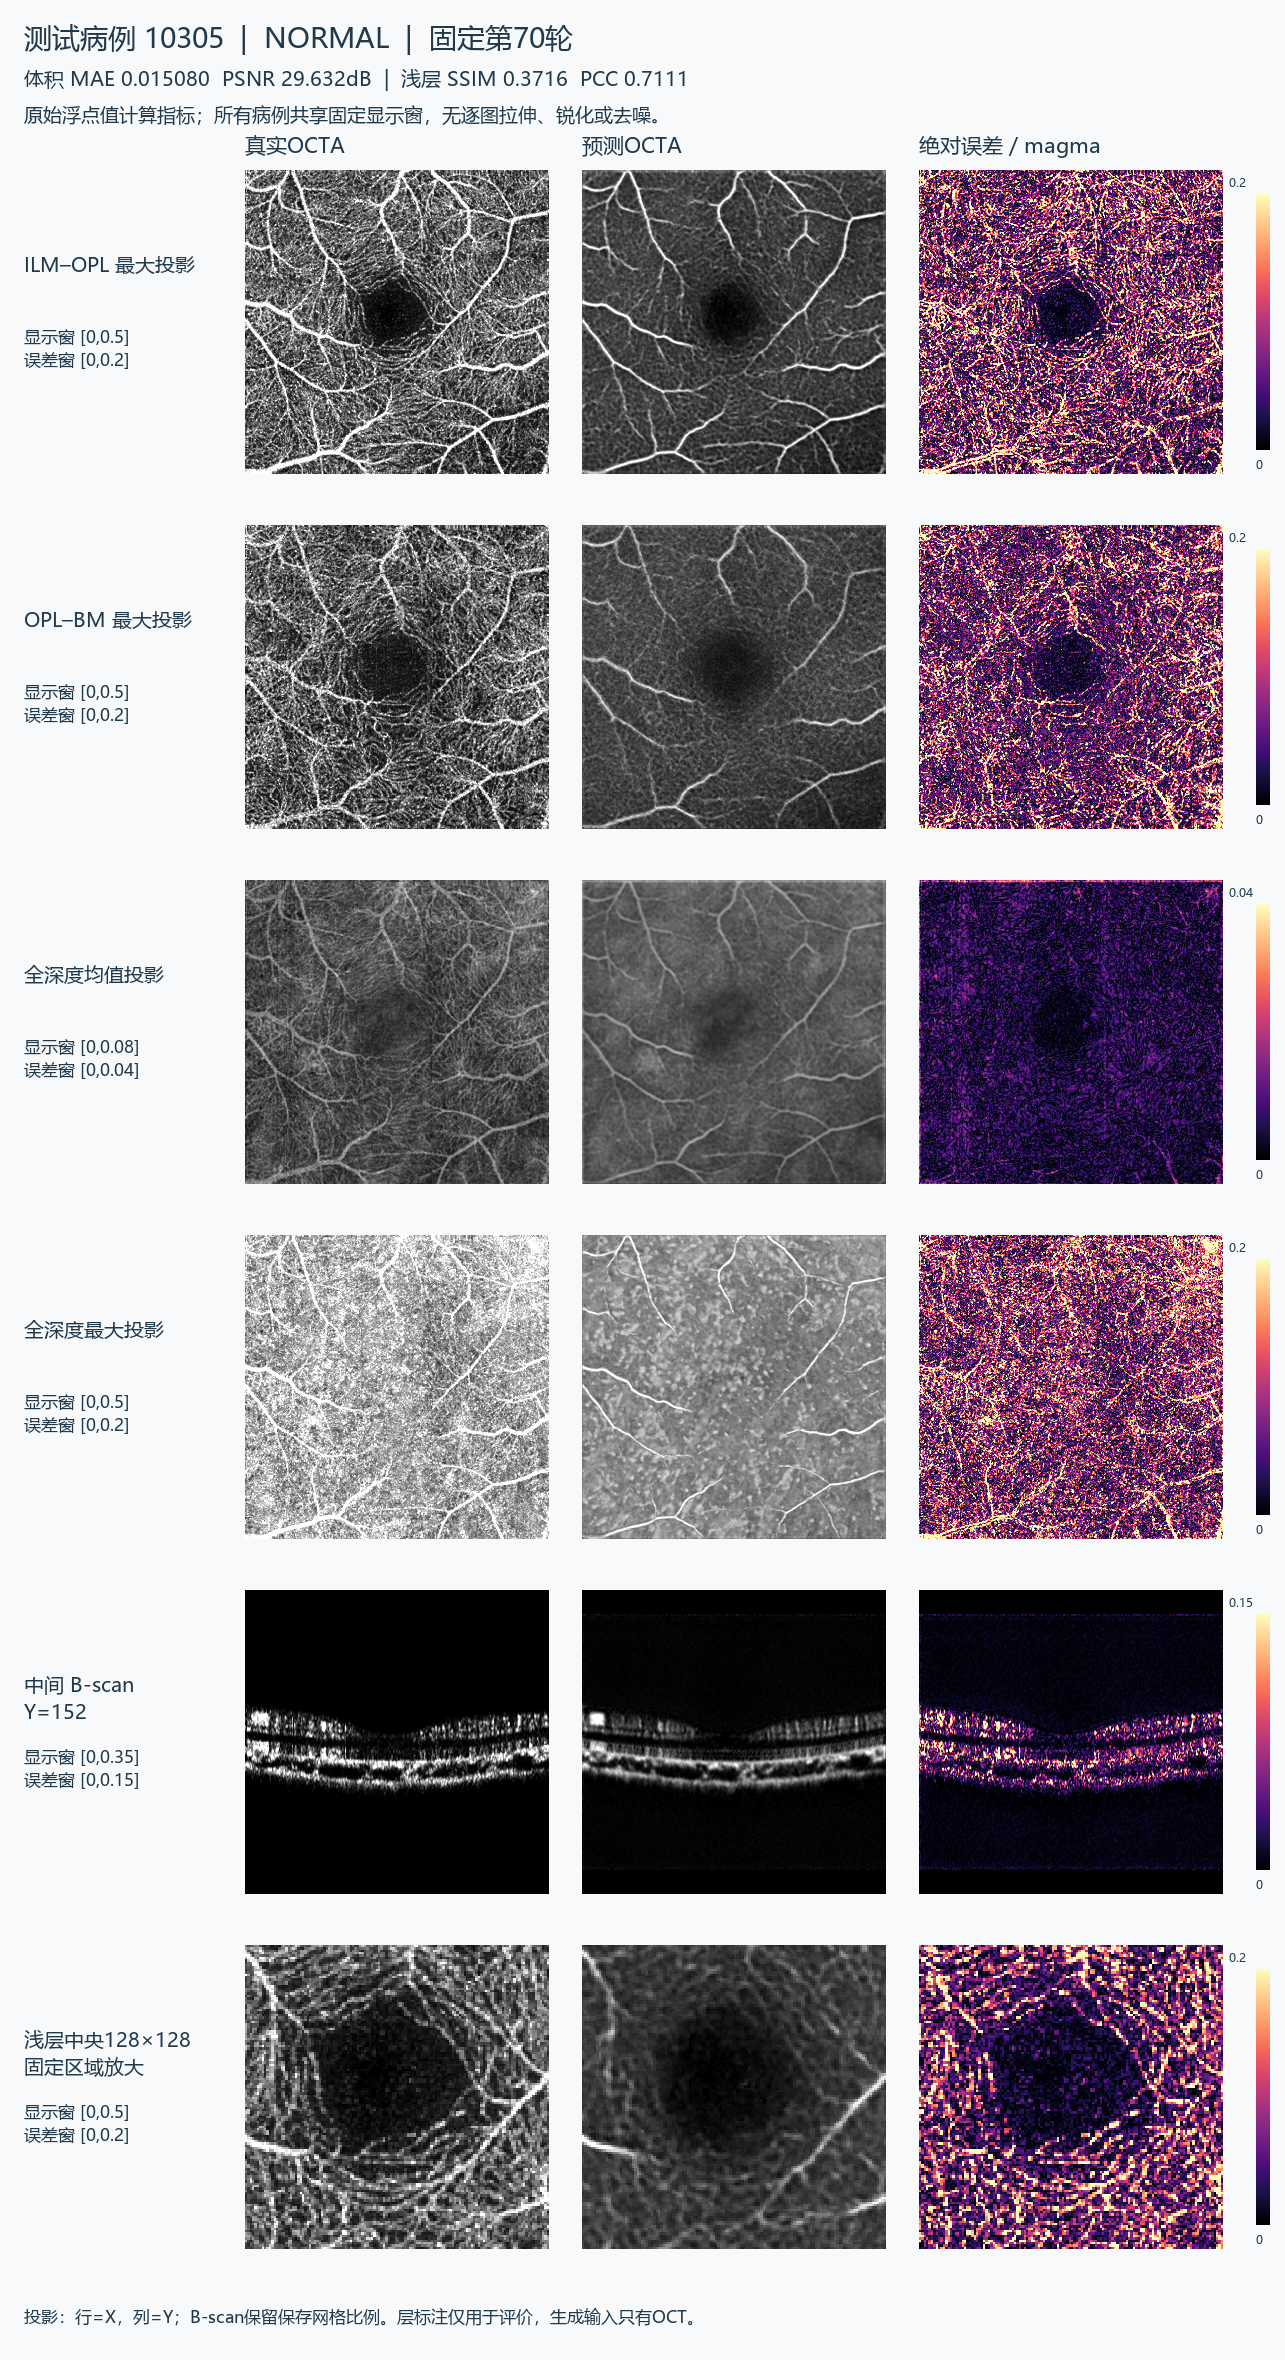 测试病例 10305 | NORMAL | 固定第70轮
体积 MAE 0.015080 PSNR 29.632dB | 浅层 SSIM 0.3716 PCC 0.7111
原始浮点值计算指标；所有病例共享固定显示窗，无逐图拉伸、锐化或去噪。
真实OCTA
预测OCTA
绝对误差 / magma
ILM–OPL 最大投影
显示窗 [0,0.5]
误差窗 [0,0.2]
0.2
0
OPL–BM 最大投影
显示窗 [0,0.5]
误差窗 [0,0.2]
0.2
0
全深度均值投影
显示窗 [0,0.08]
误差窗 [0,0.04]
0.04
0
全深度最大投影
显示窗 [0,0.5]
误差窗 [0,0.2]
0.2
0
中间 B-scan
Y=152
显示窗 [0,0.35]
误差窗 [0,0.15]
0.15
0
浅层中央128×128
固定区域放大
显示窗 [0,0.5]
误差窗 [0,0.2]
0.2
0
投影：行=X，列=Y；B-scan保留保存网格比例。层标注仅用于评价，生成输入只有OCT。